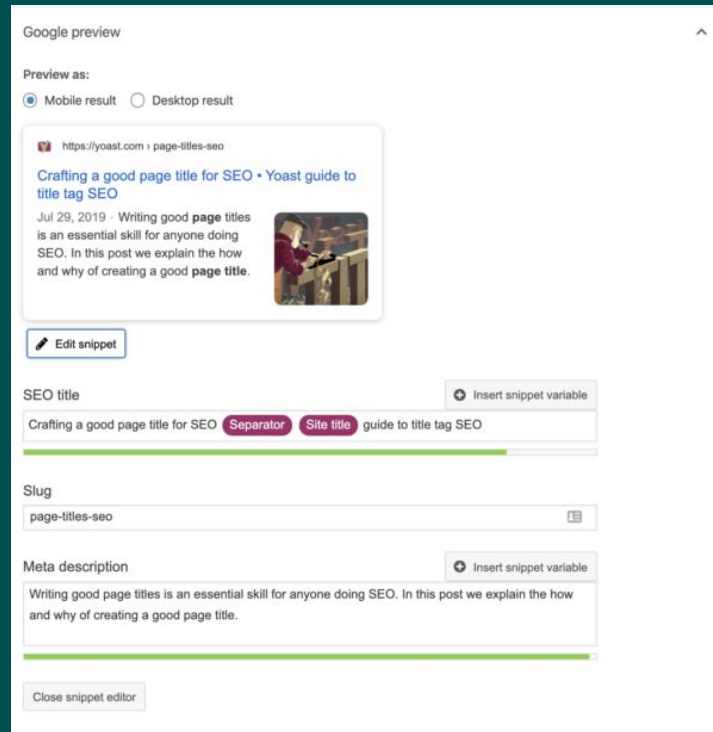 Google preview
Preview as:
Mobile result Desktop result
https://yoast.com › page-titles-seo
Crafting a good page title for SEO • Yoast guide to
title tag SEO
Jul 29, 2019 · Writing good page titles
is an essential skill for anyone doing
SEO. In this post we explain the how
and why of creating a good page title.
Edit snippet
SEO title
Insert snippet variable
Crafting a good page title for SEO Separator Site title guide to title tag SEO
Slug
page-titles-seo
Meta description
Insert snippet variable
Writing good page titles is an essential skill for anyone doing SEO. In this post we explain the how
and why of creating a good page title.
Close snippet editor